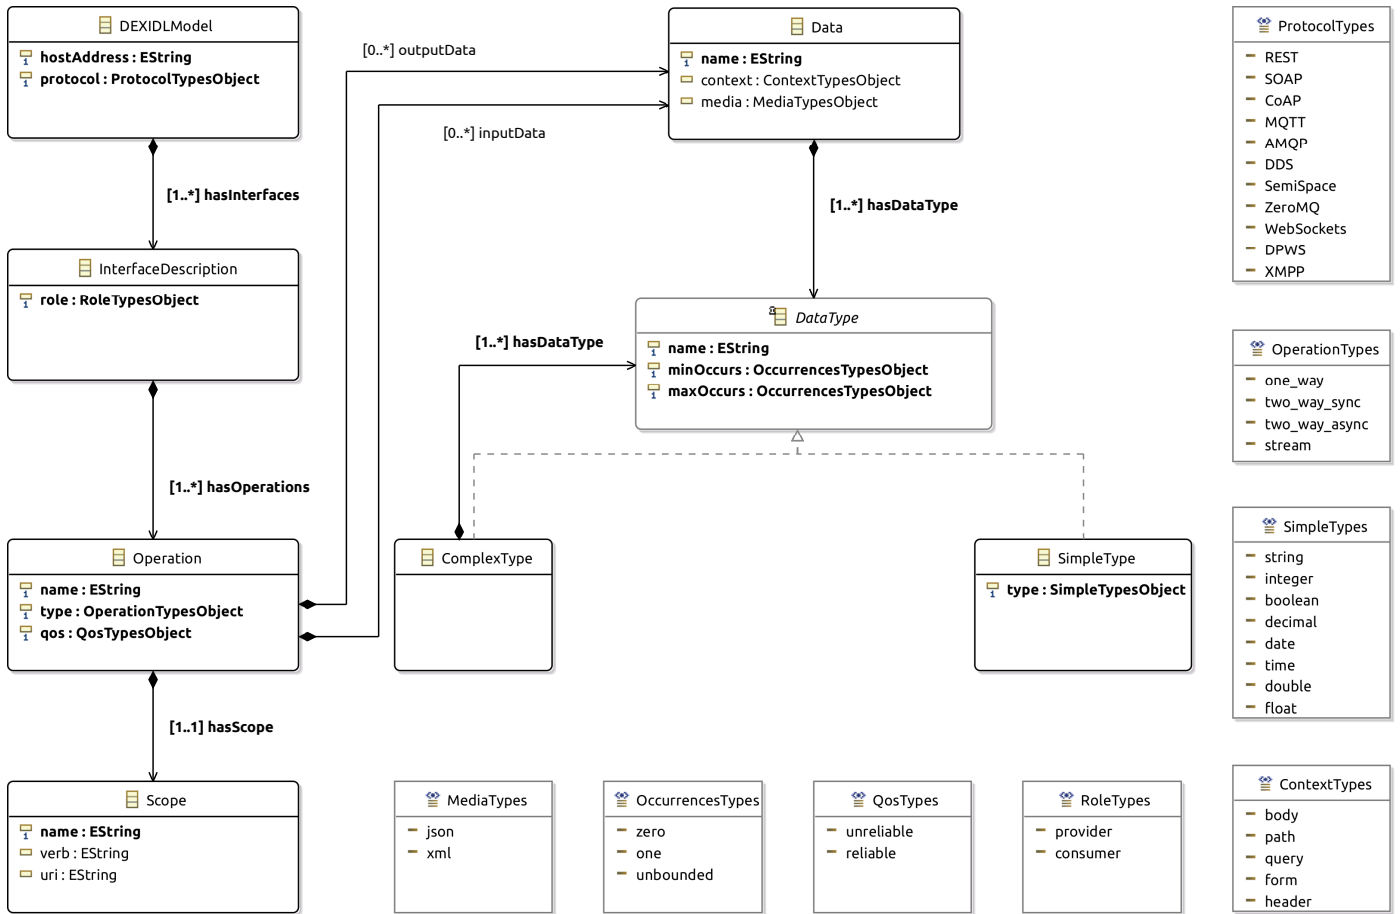 DEXIDLModel
hostAddress : EString
protocol : ProtocolTypesObject
[0..*] outputData
[0..*] inputData
Data
name : EString
context : ContextTypesObject
media : MediaTypesObject
ProtocolTypes
REST
SOAP
CoAP
MQTT
AMQP
DDS
SemiSpace
ZeroMQ
WebSockets
DPWS
XMPP
[1..*] hasInterfaces
[1..*] hasDataType
InterfaceDescription
role : RoleTypesObject
[1..*] hasDataType
DataType
name : EString
minOccurs : OccurrencesTypesObject
maxOccurs : OccurrencesTypesObject
OperationTypes
one_way
two_way_sync
two_way_async
stream
[1..*] hasOperations
Operation
name : EString
type : OperationTypesObject
qos : QosTypesObject
ComplexType
SimpleType
type : SimpleTypesObject
SimpleTypes
string
integer
boolean
decimal
date
time
double
float
[1..1] hasScope
Scope
name : EString
verb : EString
uri : EString
MediaTypes
json
xml
OccurrencesTypes
zero
one
unbounded
QosTypes
unreliable
reliable
RoleTypes
provider
consumer
ContextTypes
body
path
query
form
header